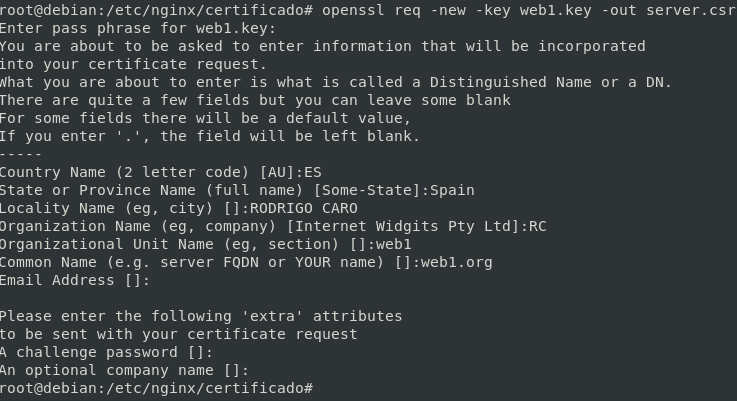 root@debian:/etc/nginx/certificado# openssl req -new -key web1.key -out server.csr
Enter pass phrase for web1.key:
You are about to be asked to enter information that will be incorporated
into your certificate request.
What you are about to enter is what is called a Distinguished Name or a DN.
There are quite a few fields but you can leave some blank
For some fields there will be a default value,
If you enter '.', the field will be left blank.
-----
Country Name (2 letter code) [AU]:ES
State or Province Name (full name) [Some-State]:Spain
Locality Name (eg, city) []:RODRIGO CARO
Organization Name (eg, company) [Internet Widgits Pty Ltd]:RC
Organizational Unit Name (eg, section) []:web1
Common Name (e.g. server FQDN or YOUR name) []:web1.org
Email Address []:

Please enter the following 'extra' attributes
to be sent with your certificate request
A challenge password []:
An optional company name []:
root@debian:/etc/nginx/certificado#